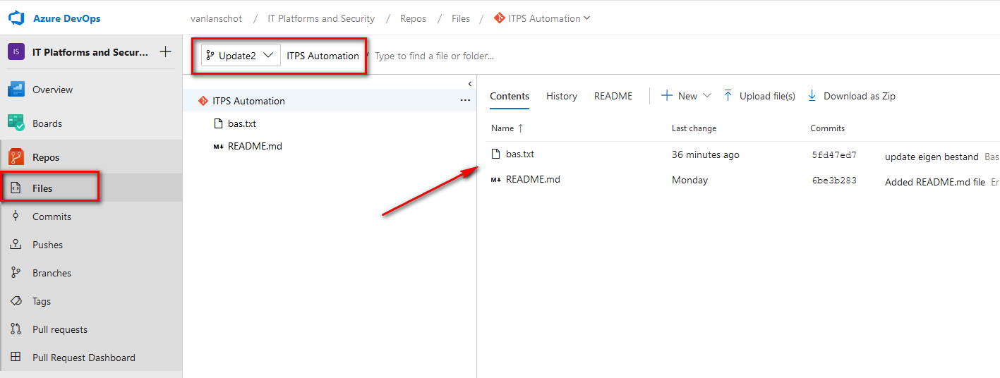 Azure DevOps
vanlanschot / IT Platforms and Security / Repos / Files / ITPS Automation
IS IT Platforms and Secur... +
Overview
Boards
Repos
Files
Commits
Pushes
Branches
Tags
Pull requests
Pull Request Dashboard
Update2 ITPS Automation / Type to find a file or folder...
ITPS Automation ...
bas.txt
M↓ README.md
Contents History README New Upload file(s) Download as Zip
Name ↑ Last change Commits
bas.txt 36 minutes ago 5fd47ed7 update eigen bestand Bas
M↓ README.md Monday 6be3b283 Added README.md file Er